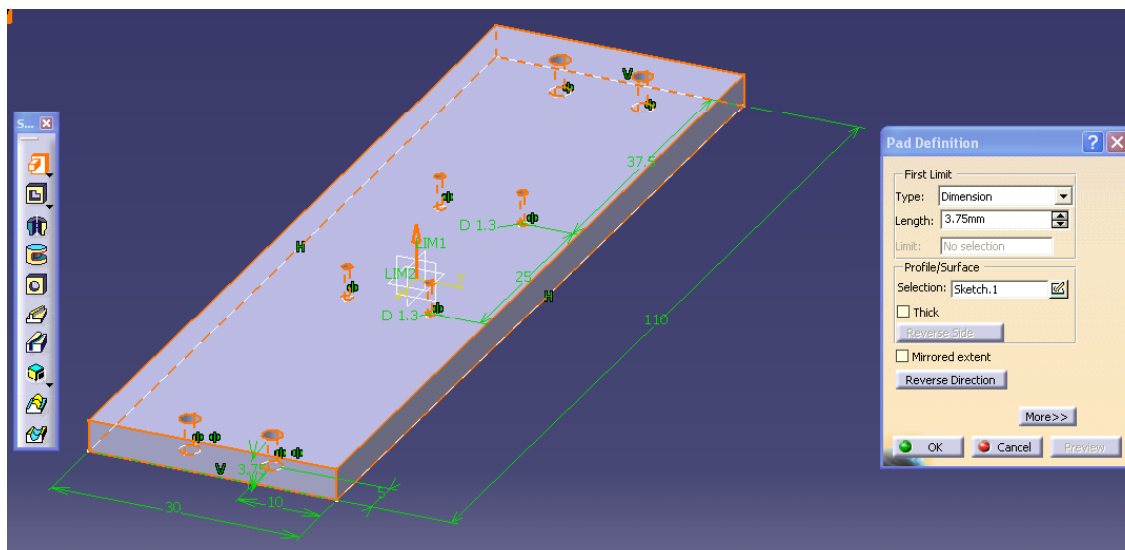 S...
V
37.5
D 1.3
LIM1
H
LIM2
25
H
D 1.3
110
3.75
V
5
10
30
Pad Definition
First Limit
Type: Dimension
Length: 3.75mm
Limit: No selection
Profile/Surface
Selection: Sketch.1
Thick
Reverse Side
Mirrored extent
Reverse Direction
More>>
OK Cancel Preview